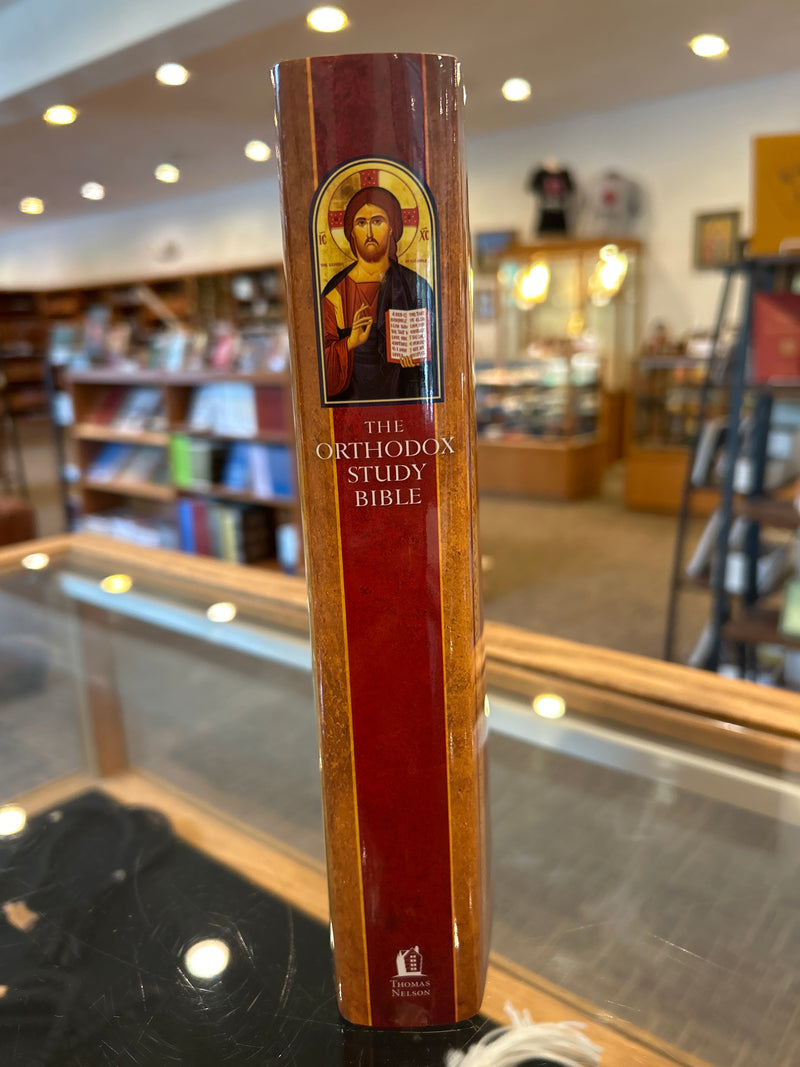 IC XC
THE
ORTHODOX
STUDY
BIBLE
THOMAS
NELSON